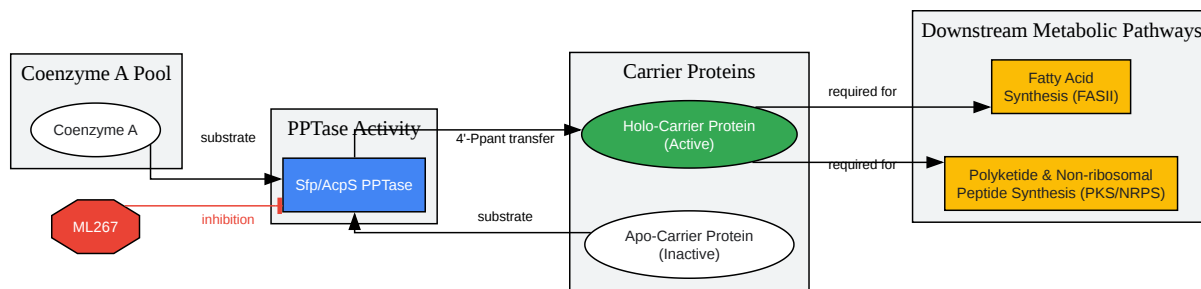 Coenzyme A Pool
Coenzyme A
substrate
ML267
inhibition
PPTase Activity
Sfp/AcpS PPTase
4'-Ppant transfer
substrate
Carrier Proteins
Holo-Carrier Protein
(Active)
Apo-Carrier Protein
(Inactive)
required for
required for
Downstream Metabolic Pathways
Fatty Acid
Synthesis (FASII)
Polyketide & Non-ribosomal
Peptide Synthesis (PKS/NRPS)